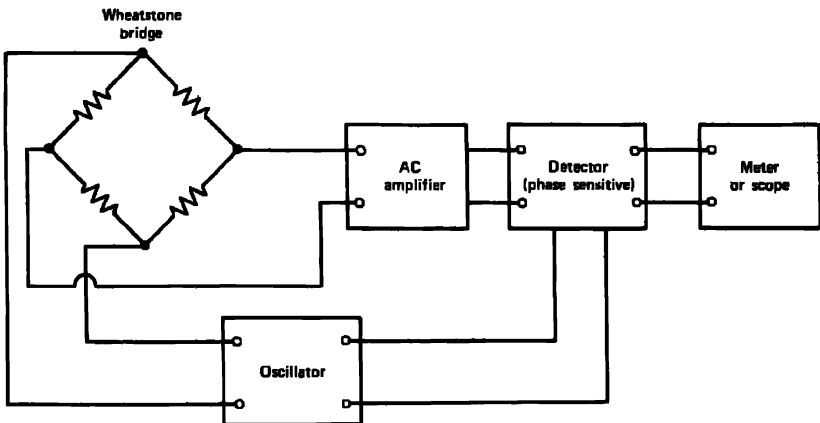 Wheatstone
bridge
AC
amplifier
Detector
(phase sensitive)
Meter
or scope
Oscillator